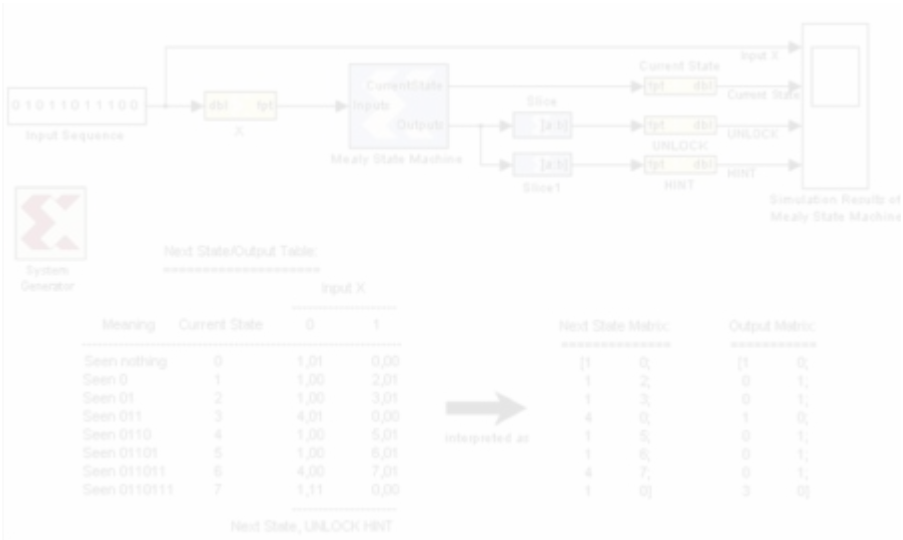 Input X
Current State
CurrentState
Current State
0 1 0 1 1 0 1 1 1 0 0
dbl fpt
Inputs
fpt dbl
Slice
Outputs
[a:b]
fpt dbl
UNLOCK
Input Sequence
X
UNLOCK
Mealy State Machine
[a:b]
fpt dbl
HINT
Slice1
HINT
Simulation Results of
Mealy State Machine
System
Generator
Next State/Output Table:
====================
Input X
--------------------
Meaning Current State 0 1
Next State Matrix: Output Matrix:
============== ===========
Seen nothing 0 1,01 0,00
[1 0; [1 0;
Seen 0 1 1,00 2,01
1 2; 0 1;
Seen 01 2 1,00 3,01
1 3; 0 1;
Seen 011 3 4,01 0,00
4 0; 1 0;
Seen 0110 4 1,00 5,01
interpreted as
1 5; 0 1;
Seen 01101 5 1,00 6,01
1 6; 0 1;
Seen 011011 6 4,00 7,01
4 7; 0 1;
Seen 0110111 7 1,11 0,00
1 0] 3 0]
--------------------
Next State, UNLOCK HINT